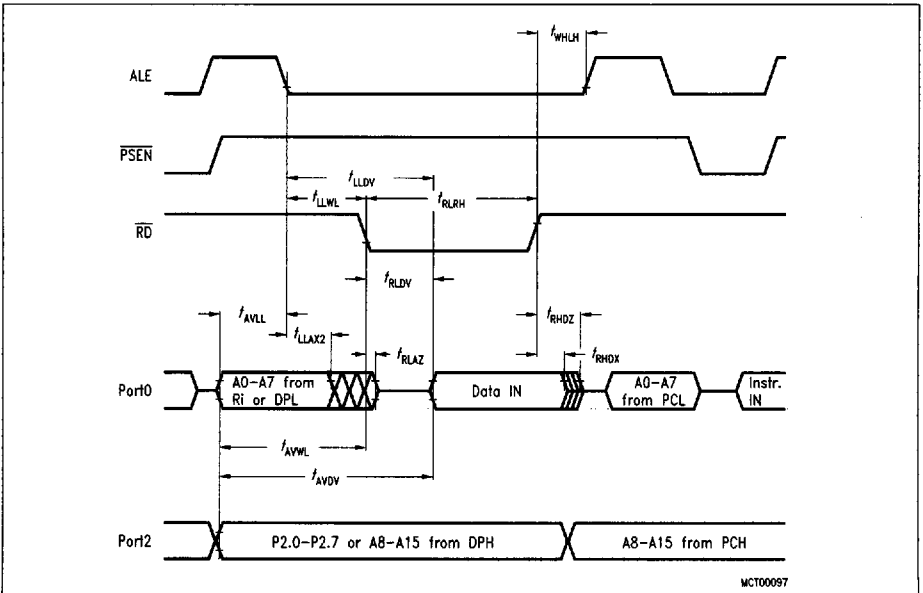 tWHLH
ALE
PSEN
tLLDV
tLLWL
tRLRH
RD
tRLDV
tAVLL
tRHDZ
tLLAX2
tRLAZ
tRHDX
Port0
A0-A7 from
Ri or DPL
Data IN
A0-A7
from PCL
Instr.
IN
tAVWL
tAVDV
Port2
P2.0-P2.7 or A8-A15 from DPH
A8-A15 from PCH
MCT00097